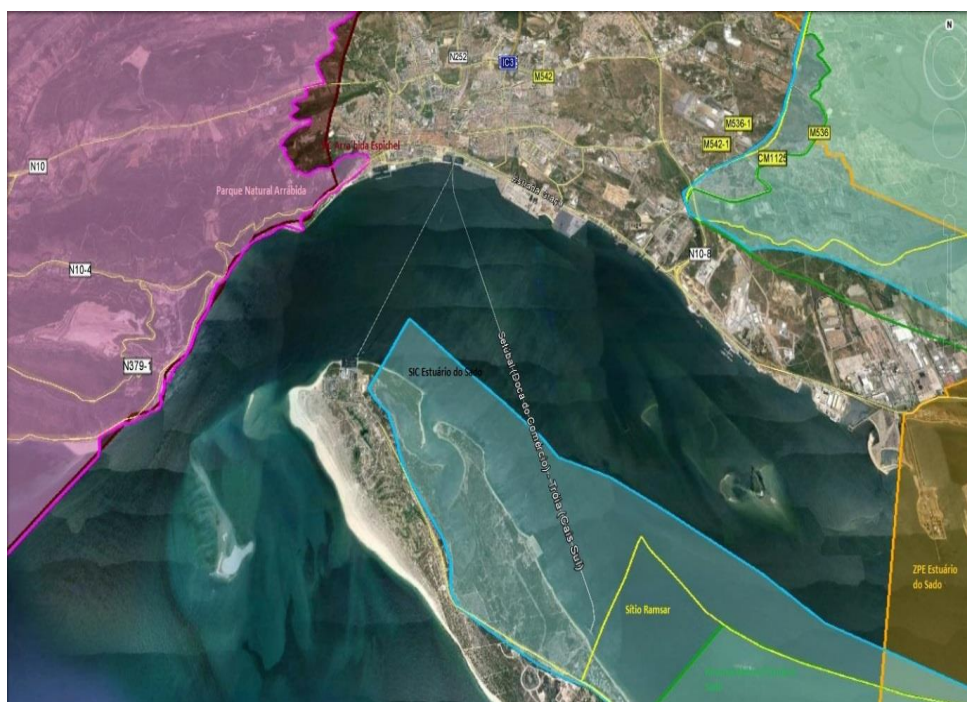 N
N252
IC3
M542
M536-1
M542-1
M536
CM1125
N10
Arrábida Espichel
Parque Natural Arrábida
N10-4
N10-8
N379-1
SIC Estuário do Sado
Setúbal (Doca do Comércio) - Tróia (Cais Sul)
ZPE Estuário
do Sado
Sítio Ramsar